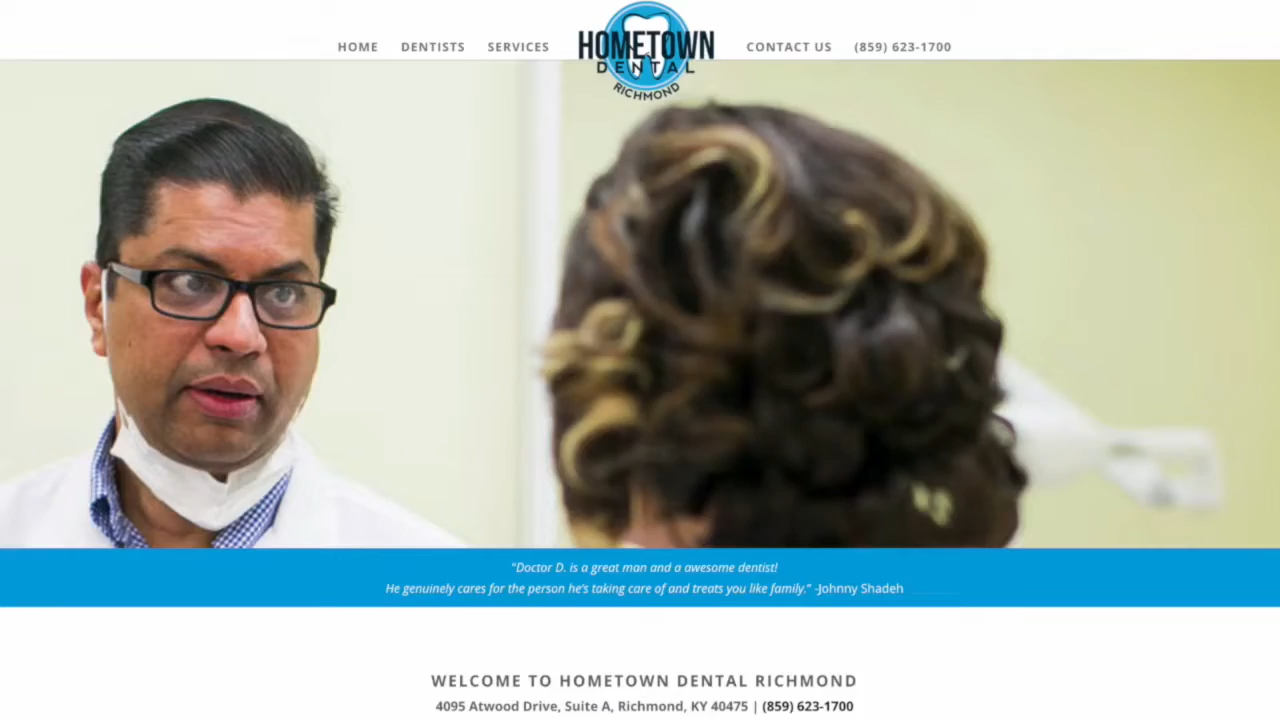 HOME DENTISTS SERVICES HOMETOWN CONTACT US (859) 623-1700
DENTAL
RICHMOND
"Doctor D. is a great man and a awesome dentist!
He genuinely cares for the person he's taking care of and treats you like family." -Johnny Shadeh
WELCOME TO HOMETOWN DENTAL RICHMOND
4095 Atwood Drive, Suite A, Richmond, KY 40475 | (859) 623-1700